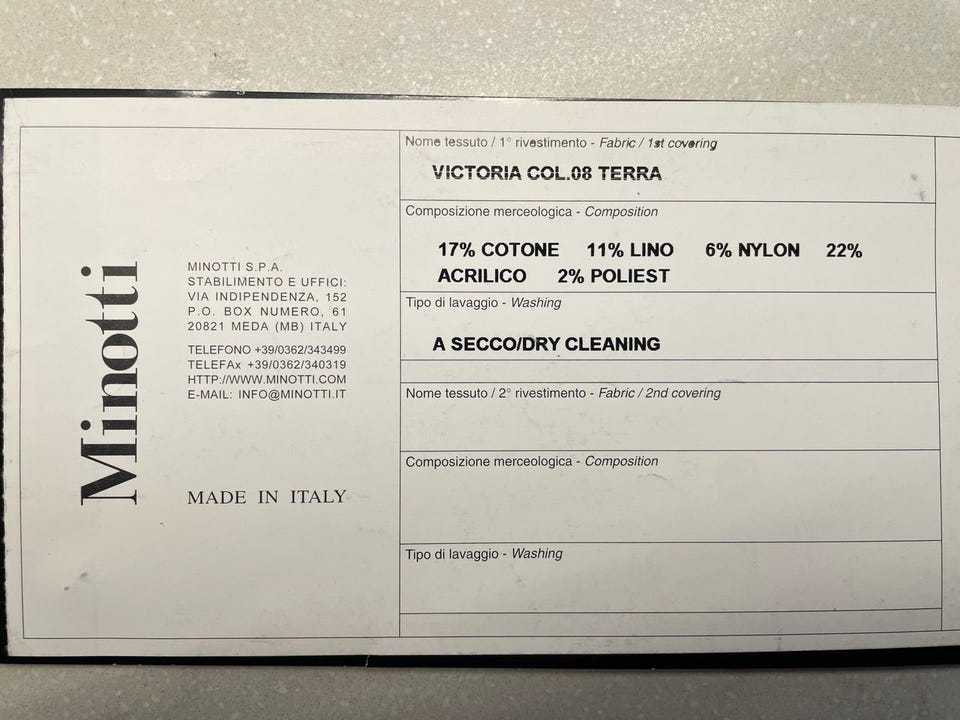 Minotti
MINOTTI S.P.A.
STABILIMENTO E UFFICI:
VIA INDIPENDENZA, 152
P.O. BOX NUMERO, 61
20821 MEDA (MB) ITALY
TELEFONO +39/0362/343499
TELEFAx +39/0362/340319
HTTP://WWW.MINOTTI.COM
E-MAIL: INFO@MINOTTI.IT
MADE IN ITALY
Nome tessuto / 1° rivestimento - Fabric / 1st covering
VICTORIA COL.08 TERRA
Composizione merceologica - Composition
17% COTONE 11% LINO 6% NYLON 22%
ACRILICO 2% POLIEST
Tipo di lavaggio - Washing
A SECCO/DRY CLEANING
Nome tessuto / 2° rivestimento - Fabric / 2nd covering
Composizione merceologica - Composition
Tipo di lavaggio - Washing